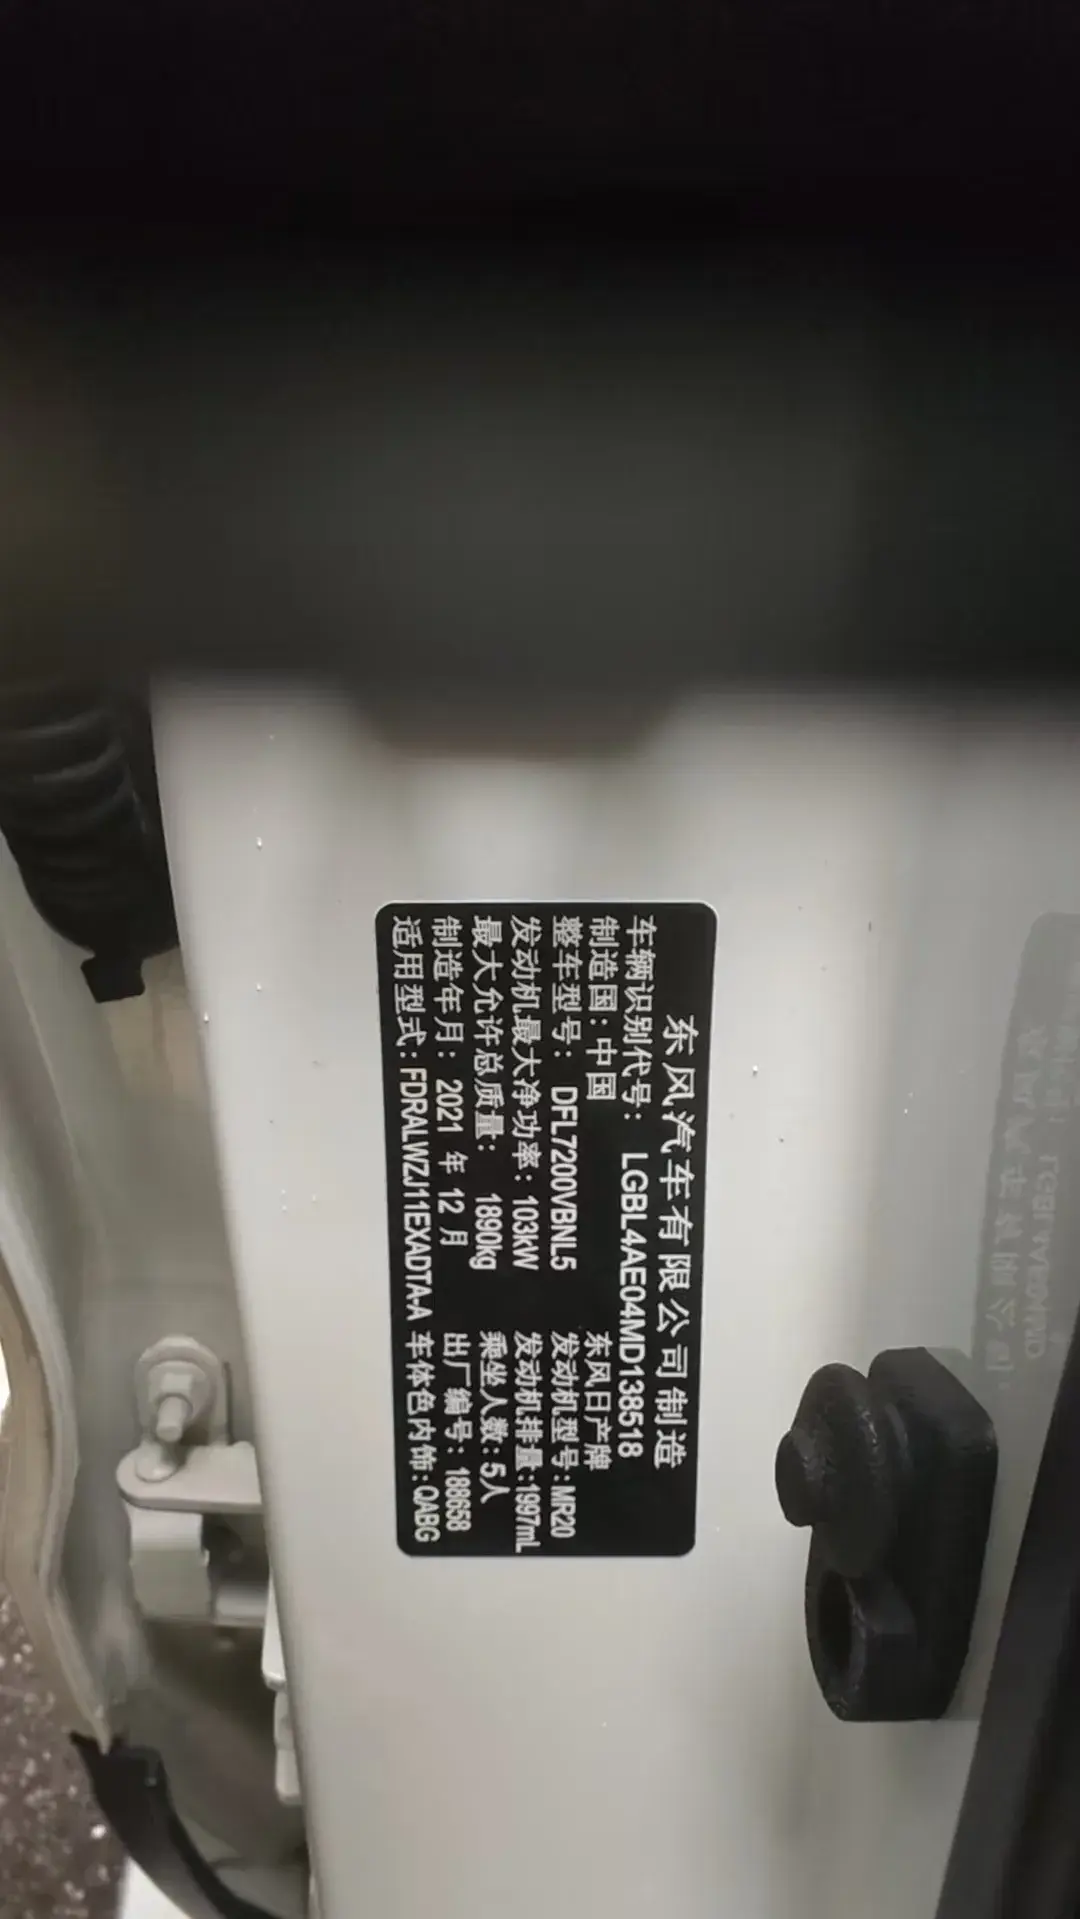 东风汽车有限公司制造
车辆识别代号: LGBL4AE04MD138518
制造国:中国 东风日产牌
整车型号: DFL7200VBNL5 发动机型号:MR20
发动机最大净功率:103kW 发动机排量:1997mL
最大允许总质量: 1890kg 乘坐人数:5人
制造年月: 2021 年 12 月 出厂编号: 188658
适用型式:FDRALWZJ11EXADTA-A 车体色内饰:QABG